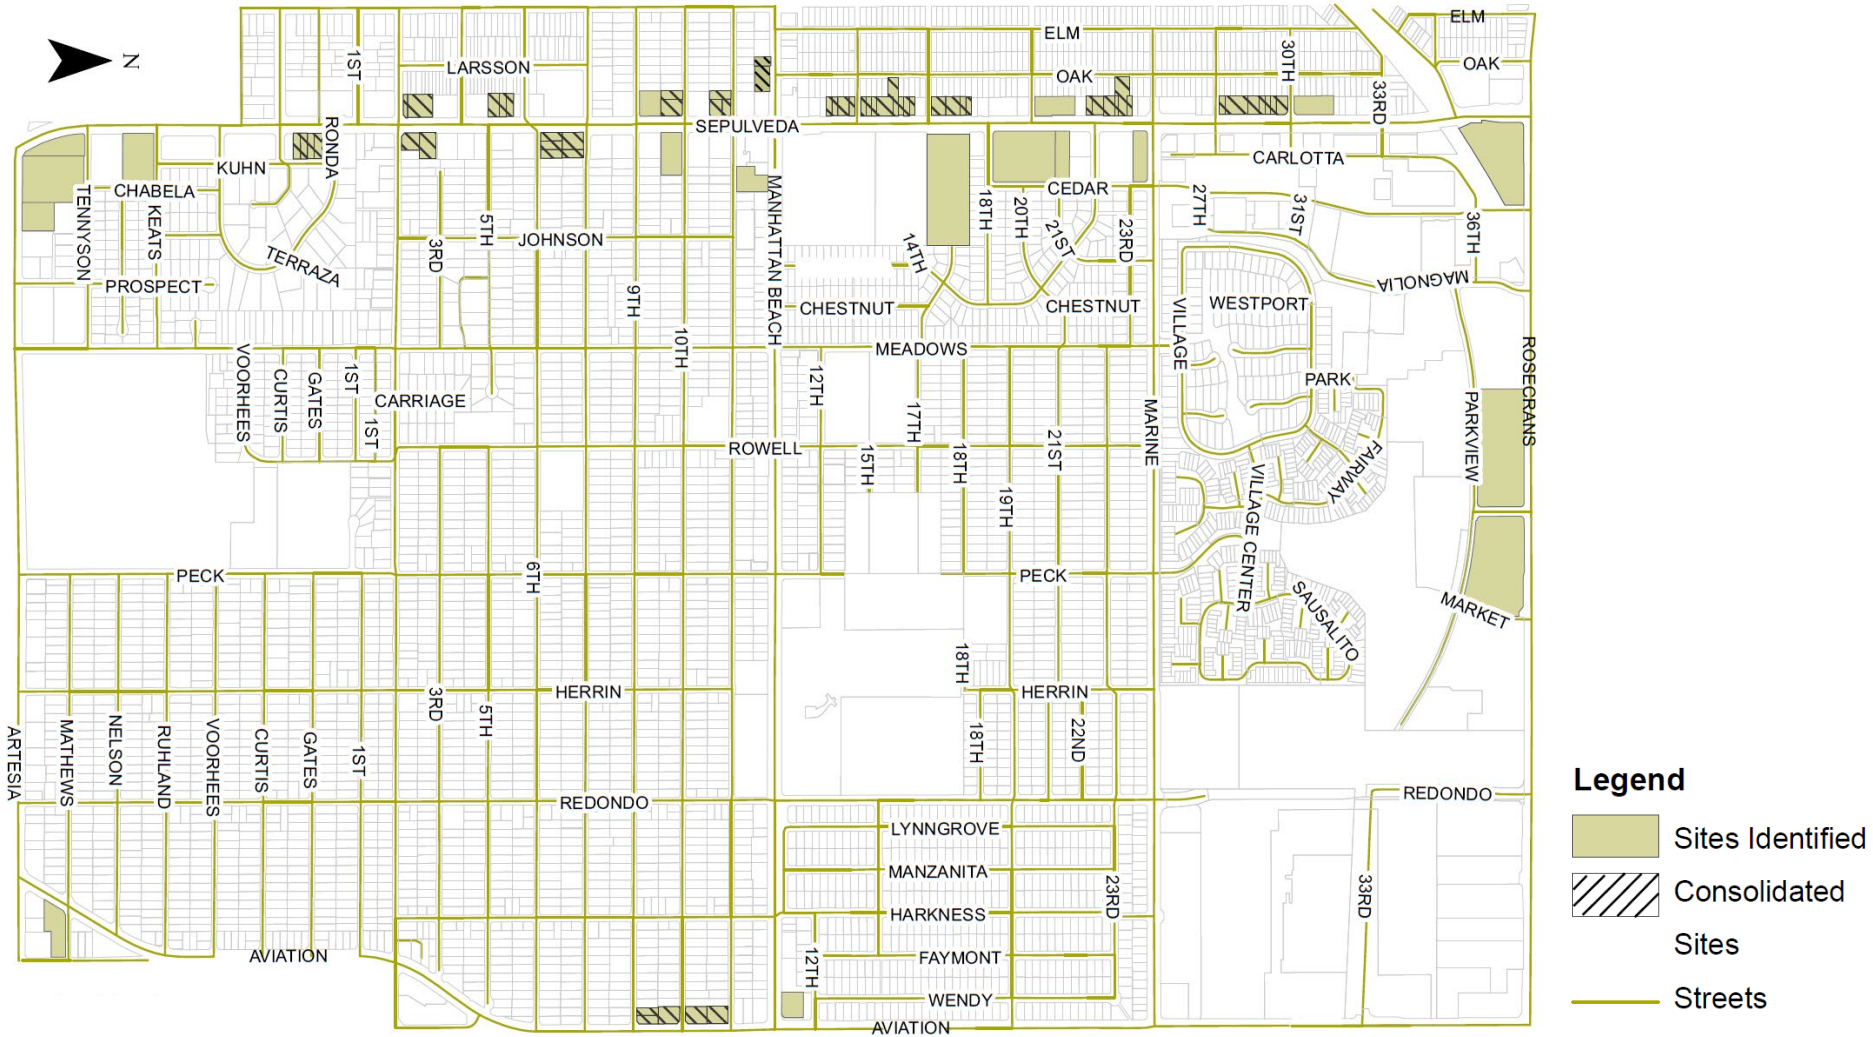 ELM
ELM
1ST
30TH
N
LARSSON
OAK
OAK
33RD
SEPULVEDA
RONDA
KUHN
CARLOTTA
CHABELA
CEDAR
TENNYSON
KEATS
MANHATTAN BEACH
18TH
20TH
27TH
31ST
5TH
21ST
23RD
36TH
JOHNSON
3RD
14TH
TERRAZA
PROSPECT
MAGNOLIA
9TH
CHESTNUT
CHESTNUT
WESTPORT
VILLAGE
10TH
MEADOWS
ROSECRANS
VOORHEES
CURTIS
GATES
1ST
CARRIAGE
12TH
PARK
1ST
17TH
MARINE
PARKVIEW
ROWELL
15TH
18TH
21ST
FAIRWAY
19TH
VILLAGE CENTER
PECK
6TH
PECK
SAUSALITO
MARKET
18TH
3RD
HERRIN
HERRIN
5TH
ARTESIA
MATHEWS
NELSON
RUHLAND
VOORHEES
CURTIS
GATES
1ST
18TH
22ND
REDONDO
REDONDO
LYNNGROVE
MANZANITA
23RD
33RD
HARKNESS
AVIATION
12TH
FAYMONT
WENDY
AVIATION
Legend
Sites Identified
Consolidated
Sites
Streets